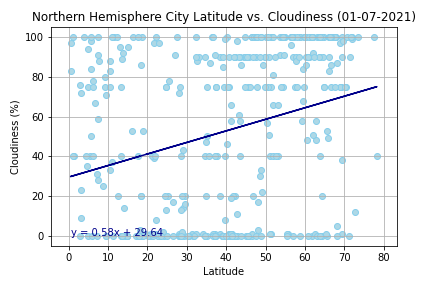 Northern Hemisphere City Latitude vs. Cloudiness (01-07-2021)
100
80
60
40
20
0
Cloudiness (%)
y = 0.58x + 29.64
0 10 20 30 40 50 60 70 80
Latitude